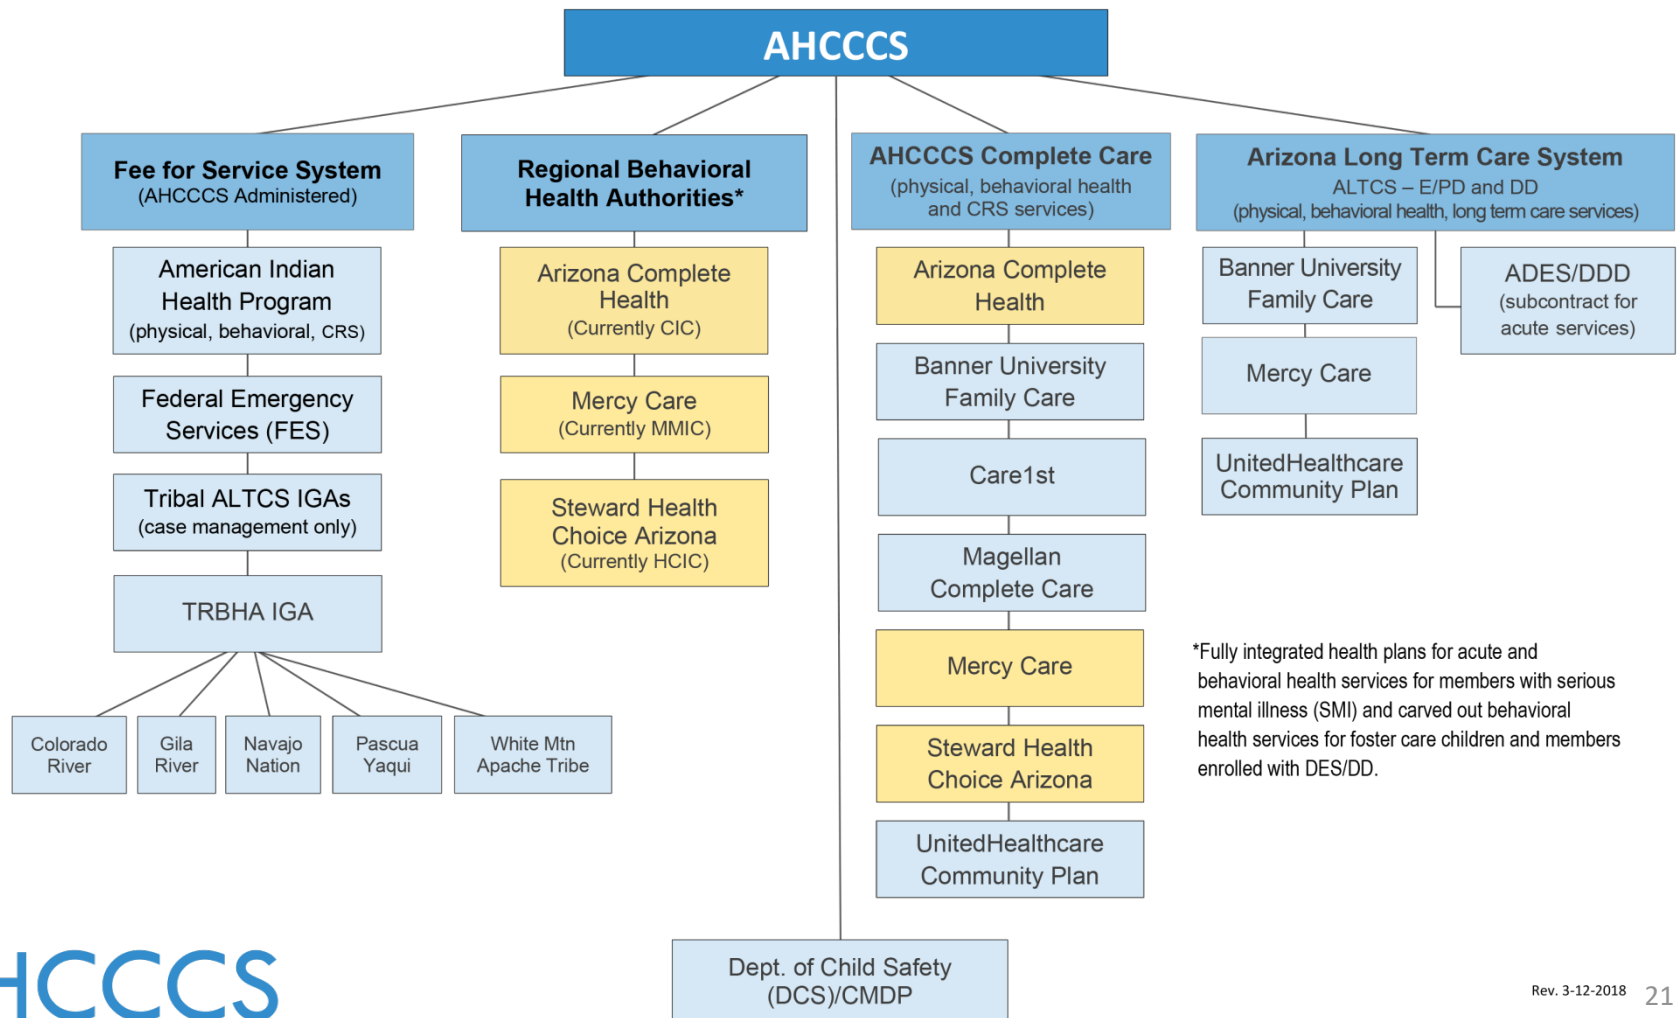 AHCCCS
Fee for Service System
(AHCCCS Administered)
American Indian
Health Program
(physical, behavioral, CRS)
Federal Emergency
Services (FES)
Tribal ALTCS IGAs
(case management only)
TRBHA IGA
Colorado
River
Gila
River
Navajo
Nation
Pascua
Yaqui
White Mtn
Apache Tribe
Regional Behavioral
Health Authorities*
Arizona Complete
Health
(Currently CIC)
Mercy Care
(Currently MMIC)
Steward Health
Choice Arizona
(Currently HCIC)
AHCCCS Complete Care
(physical, behavioral health
and CRS services)
Arizona Complete
Health
Banner University
Family Care
Care1st
Magellan
Complete Care
Mercy Care
Steward Health
Choice Arizona
UnitedHealthcare
Community Plan
Arizona Long Term Care System
ALTCS – E/PD and DD
(physical, behavioral health, long term care services)
Banner University
Family Care
Mercy Care
UnitedHealthcare
Community Plan
ADES/DDD
(subcontract for
acute services)
*Fully integrated health plans for acute and
behavioral health services for members with serious
mental illness (SMI) and carved out behavioral
health services for foster care children and members
enrolled with DES/DD.
Dept. of Child Safety
(DCS)/CMDP
HCCCS
Rev. 3-12-2018
21